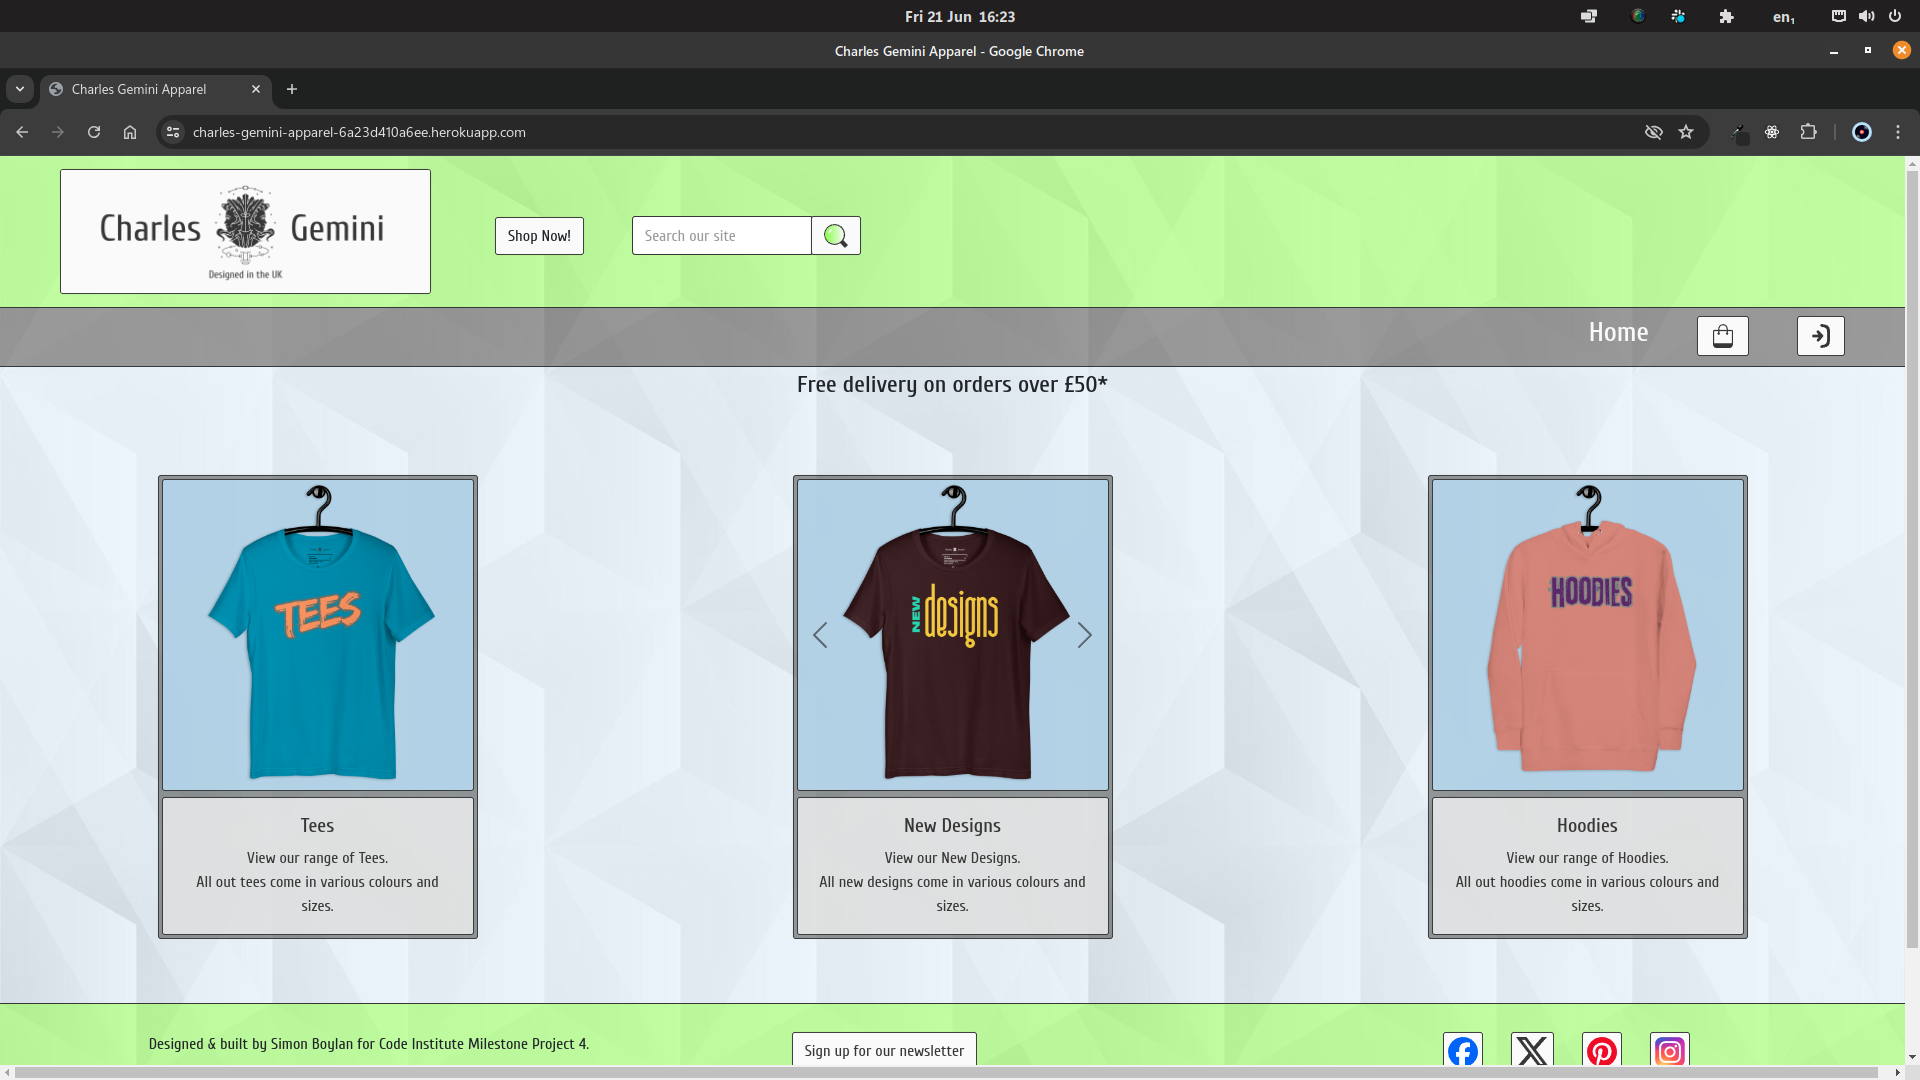 Fri 21 Jun 16:23
en1
Charles Gemini Apparel - Google Chrome
Charles Gemini Apparel
charles-gemini-apparel-6a23d410a6ee.herokuapp.com
Charles Gemini
Designed in the UK
Shop Now!
Search our site
Home
Free delivery on orders over £50*
TEES
NEW designs
HOODIES
Tees
View our range of Tees.
All out tees come in various colours and
sizes.
New Designs
View our New Designs.
All new designs come in various colours and
sizes.
Hoodies
View our range of Hoodies.
All out hoodies come in various colours and
sizes.
Designed & built by Simon Boylan for Code Institute Milestone Project 4.
Sign up for our newsletter